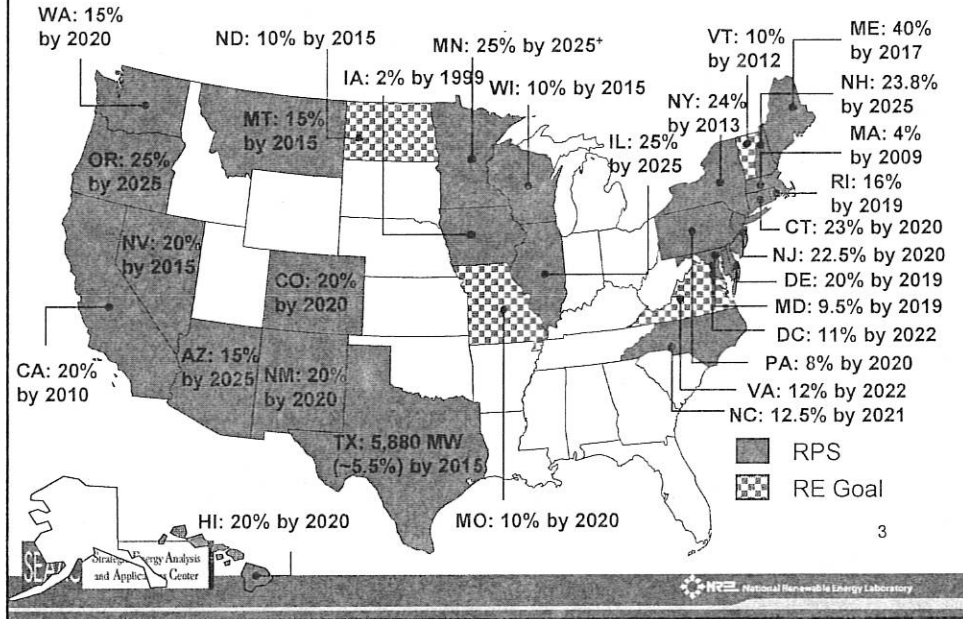 WA: 15%
by 2020
ND: 10% by 2015
MN: 25% by 2025+
IA: 2% by 1999
WI: 10% by 2015
VT: 10%
by 2012
ME: 40%
by 2017
NH: 23.8%
by 2025
NY: 24%
by 2013
MA: 4%
by 2009
MT: 15%
by 2015
IL: 25%
by 2025
OR: 25%
by 2025
RI: 16%
by 2019
CT: 23% by 2020
NV: 20%
by 2015
NJ: 22.5% by 2020
CO: 20%
by 2020
DE: 20% by 2019
MD: 9.5% by 2019
DC: 11% by 2022
AZ: 15%
by 2025
NM: 20%
by 2020
PA: 8% by 2020
CA: 20%
by 2010
VA: 12% by 2022
NC: 12.5% by 2021
TX: 5,880 MW
(~5.5%) by 2015
RPS
RE Goal
HI: 20% by 2020
MO: 10% by 2020
3
Energy Analysis
and Center
NREL National Renewable Energy Laboratory